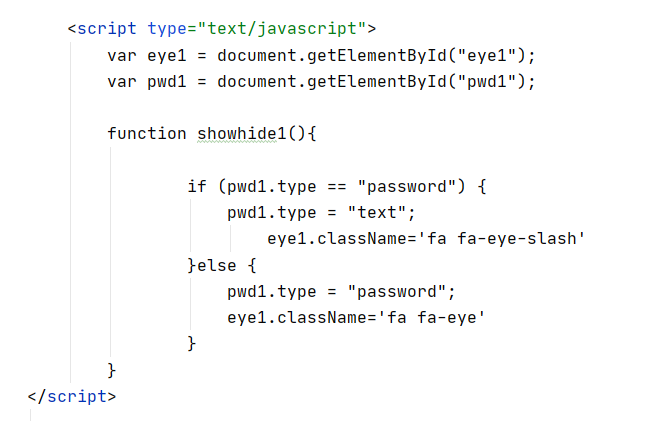 <script type="text/javascript">
var eye1 = document.getElementById("eye1");
var pwd1 = document.getElementById("pwd1");
function showhide1(){
if (pwd1.type == "password") {
pwd1.type = "text";
eye1.className='fa fa-eye-slash'
}else {
pwd1.type = "password";
eye1.className='fa fa-eye'
}
}
</script>